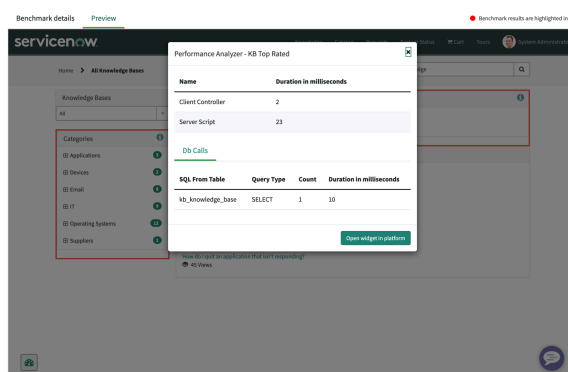 Benchmark details Preview
Benchmark results are highlighted in
servicenow
Status Cart Tours System Administrator
Performance Analyzer - KB Top Rated
Home > All Knowledge Bases
Name Duration in milliseconds
Client Controller 2
Server Script 23
Knowledge Bases
All
Db Calls
Categories
Applications
Devices 2
SQL From Table Query Type Count Duration in milliseconds
Email
kb_knowledge_base SELECT 1 10
IT
Operating Systems
Suppliers
Open widget in platform
How do I quit an application that isn't responding?
45 Views